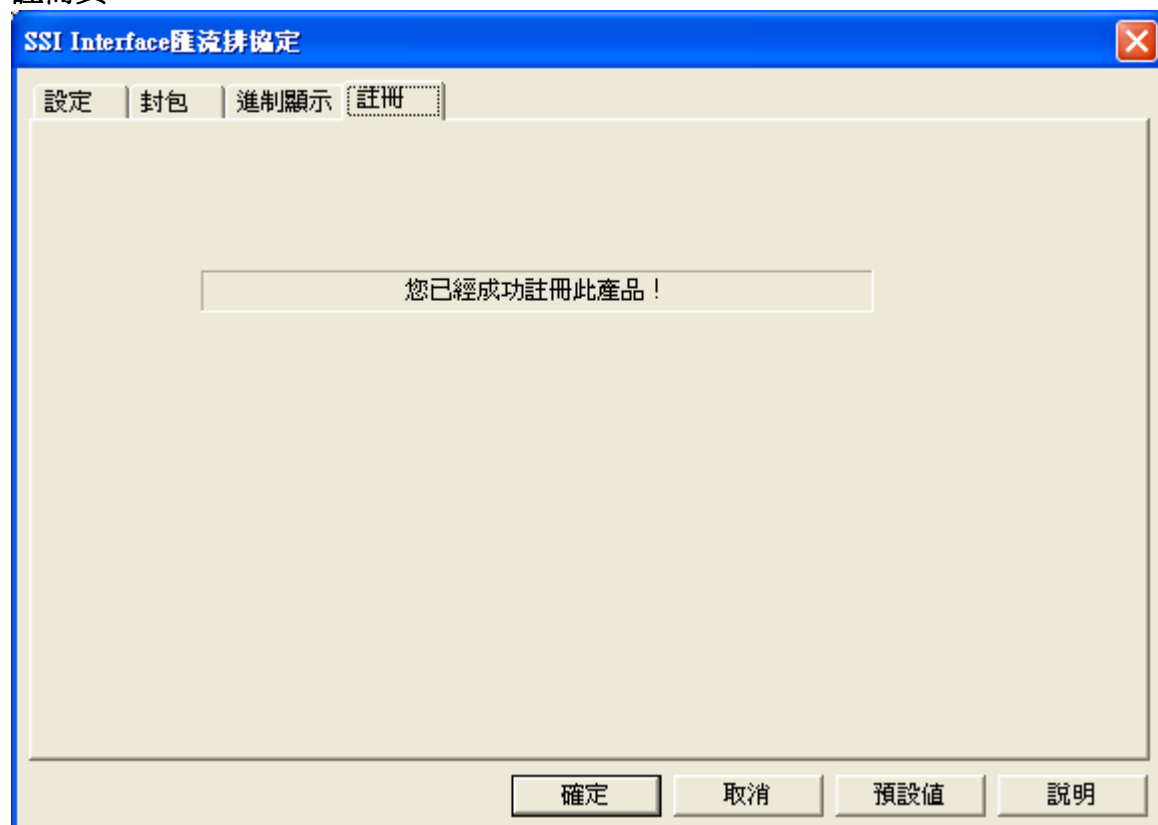 SSI Interface匯流排協定
設定 封包 進制顯示 註冊
您已經成功註冊此產品！
確定 取消 預設值 說明